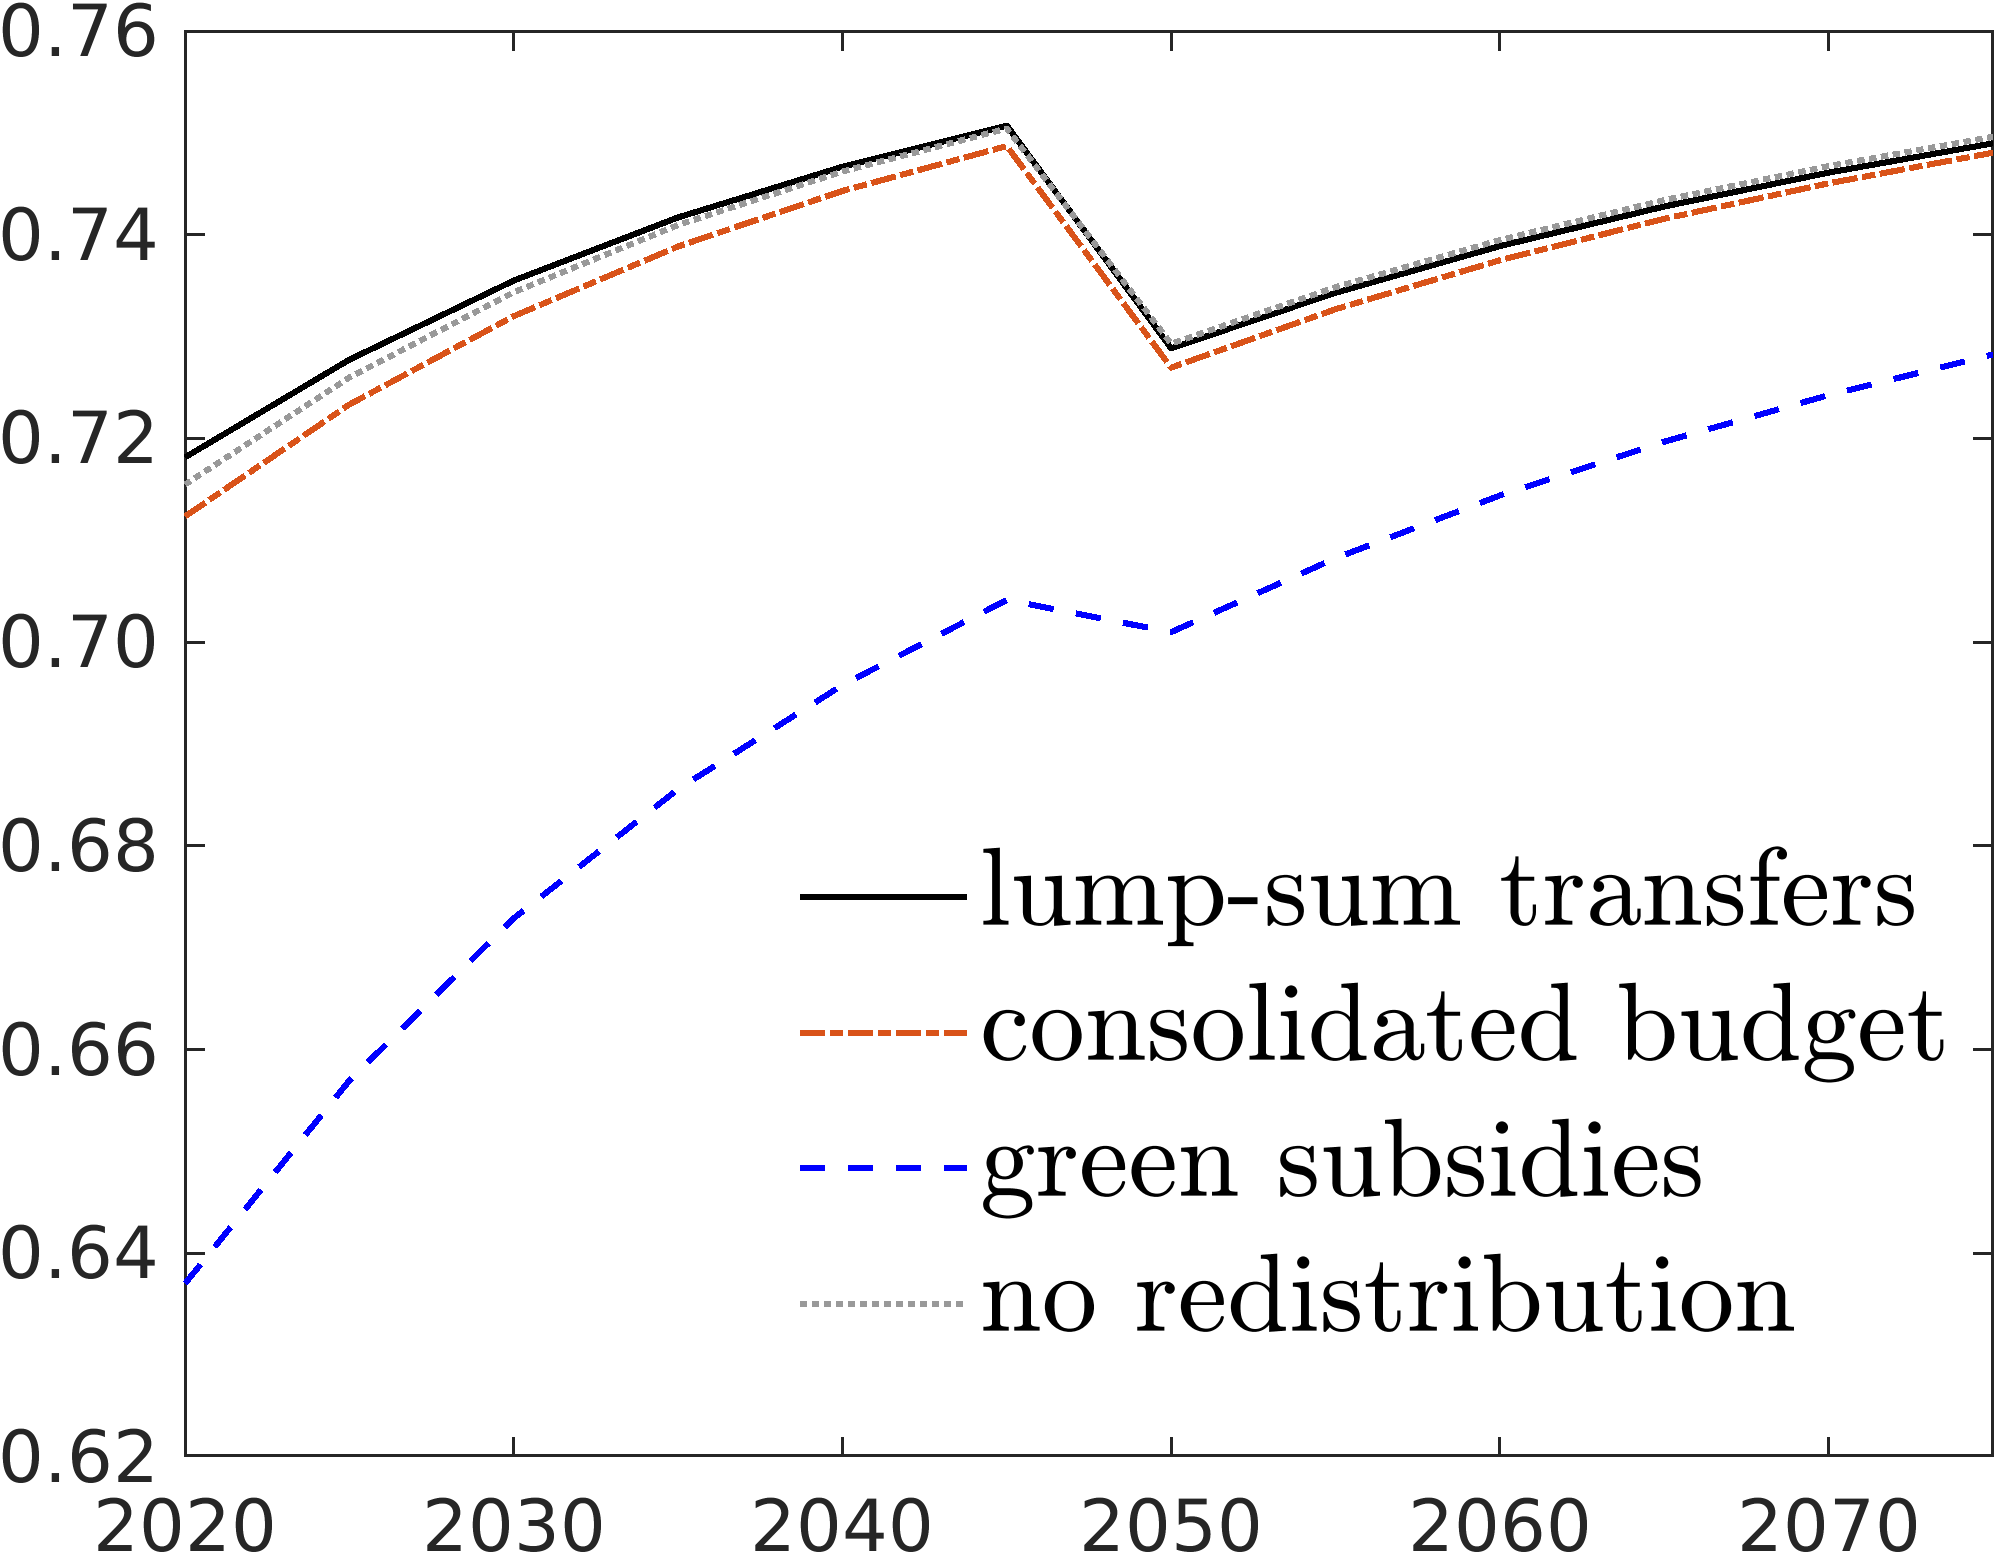 0.76
0.74
0.72
0.70
0.68
0.66
0.64
0.62
2020 2030 2040 2050 2060 2070
lump-sum transfers
consolidated budget
green subsidies
no redistribution